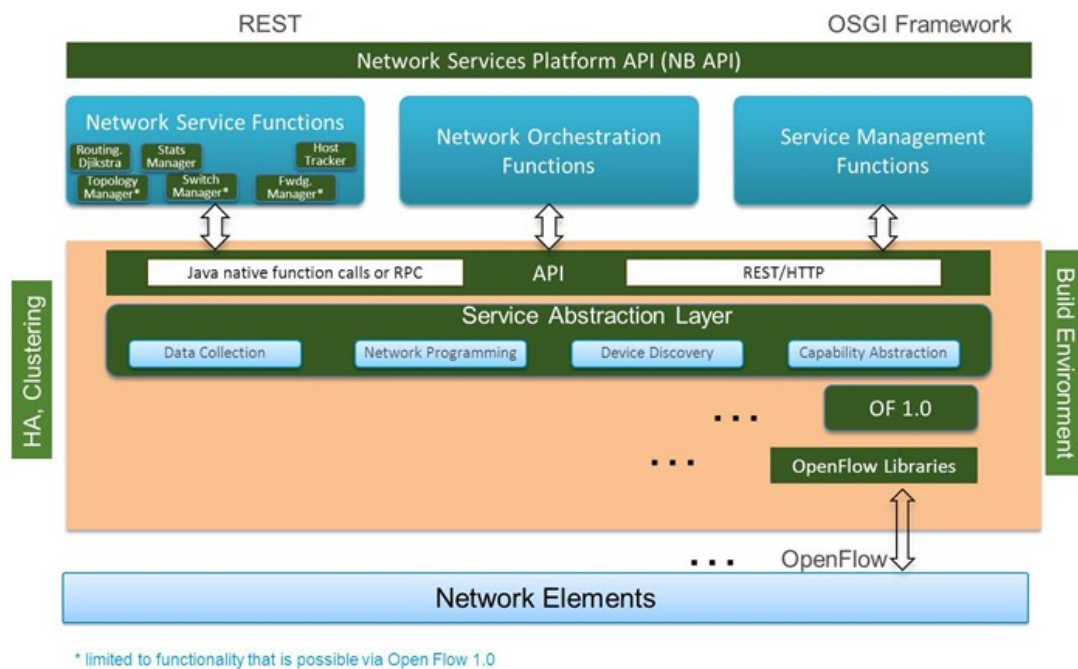 REST
OSGI Framework
Network Services Platform API (NB API)
Network Service Functions
Routing.
Djikstra
Stats
Manager
Host
Tracker
Topology
Manager*
Switch
Manager*
Fwdg.
Manager*
Network Orchestration
Functions
Service Management
Functions
HA, Clustering
Java native function calls or RPC
API
REST/HTTP
Service Abstraction Layer
Data Collection
Network Programming
Device Discovery
Capability Abstraction
... OF 1.0
... OpenFlow Libraries
Build Environment
... OpenFlow
Network Elements
* limited to functionality that is possible via Open Flow 1.0